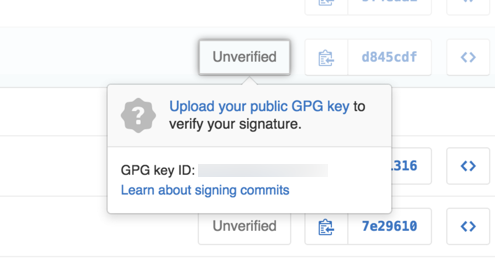 Unverified
d845cdf
<>
?
Upload your public GPG key to
verify your signature.
GPG key ID:
Learn about signing commits
316
<>
Unverified
7e29610
<>